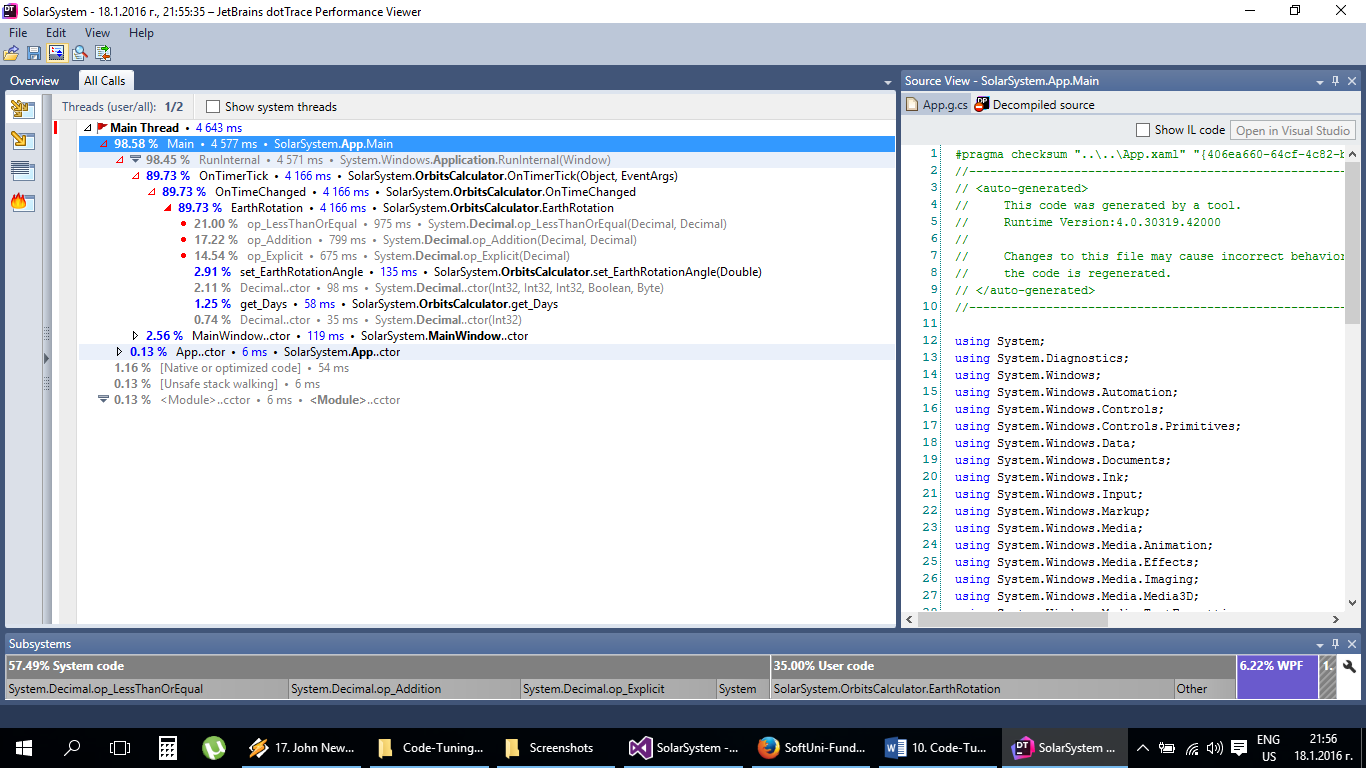 SolarSystem - 18.1.2016 г., 21:55:35 – JetBrains dotTrace Performance Viewer
File Edit View Help
Overview
All Calls
Threads (user/all): 1/2 Show system threads
Main Thread • 4 643 ms
98.58 % Main • 4 577 ms • SolarSystem.App.Main
98.45 % RunInternal • 4 571 ms • System.Windows.Application.RunInternal(Window)
89.73 % OnTimerTick • 4 166 ms • SolarSystem.OrbitsCalculator.OnTimerTick(Object, EventArgs)
89.73 % OnTimeChanged • 4 166 ms • SolarSystem.OrbitsCalculator.OnTimeChanged
89.73 % EarthRotation • 4 166 ms • SolarSystem.OrbitsCalculator.EarthRotation
21.00 % op_LessThanOrEqual • 975 ms • System.Decimal.op_LessThanOrEqual(Decimal, Decimal)
17.22 % op_Addition • 799 ms • System.Decimal.op_Addition(Decimal, Decimal)
14.54 % op_Explicit • 675 ms • System.Decimal.op_Explicit(Decimal)
2.91 % set_EarthRotationAngle • 135 ms • SolarSystem.OrbitsCalculator.set_EarthRotationAngle(Double)
2.11 % Decimal..ctor • 98 ms • System.Decimal..ctor(Int32, Int32, Int32, Boolean, Byte)
1.25 % get_Days • 58 ms • SolarSystem.OrbitsCalculator.get_Days
0.74 % Decimal..ctor • 35 ms • System.Decimal..ctor(Int32)
2.56 % MainWindow..ctor • 119 ms • SolarSystem.MainWindow..ctor
0.13 % App..ctor • 6 ms • SolarSystem.App..ctor
1.16 % [Native or optimized code] • 54 ms
0.13 % [Unsafe stack walking] • 6 ms
0.13 % <Module>..cctor • 6 ms • <Module>..cctor
Source View - SolarSystem.App.Main
App.g.cs Decompiled source
Show IL code Open in Visual Studio
1 #pragma checksum "..\..\App.xaml" "{406ea660-64cf-4c82-b
2 //----------------------------------------------------------
3 // <auto-generated>
4 // This code was generated by a tool.
5 // Runtime Version:4.0.30319.42000
6 //
7 // Changes to this file may cause incorrect behavior
8 // the code is regenerated.
9 // </auto-generated>
10 //----------------------------------------------------------
11
12 using System;
13 using System.Diagnostics;
14 using System.Windows;
15 using System.Windows.Automation;
16 using System.Windows.Controls;
17 using System.Windows.Controls.Primitives;
18 using System.Windows.Data;
19 using System.Windows.Documents;
20 using System.Windows.Ink;
21 using System.Windows.Input;
22 using System.Windows.Markup;
23 using System.Windows.Media;
24 using System.Windows.Media.Animation;
25 using System.Windows.Media.Effects;
26 using System.Windows.Media.Imaging;
27 using System.Windows.Media.Media3D;
Subsystems
57.49% System code 35.00% User code 6.22% WPF 1.
System.Decimal.op_LessThanOrEqual System.Decimal.op_Addition System.Decimal.op_Explicit System SolarSystem.OrbitsCalculator.EarthRotation Other
17. John New... Code-Tuning... Screenshots SolarSystem -... SoftUni-Fund... 10. Code-Tu... SolarSystem ...
ENG 21:56
US 18.1.2016 г.